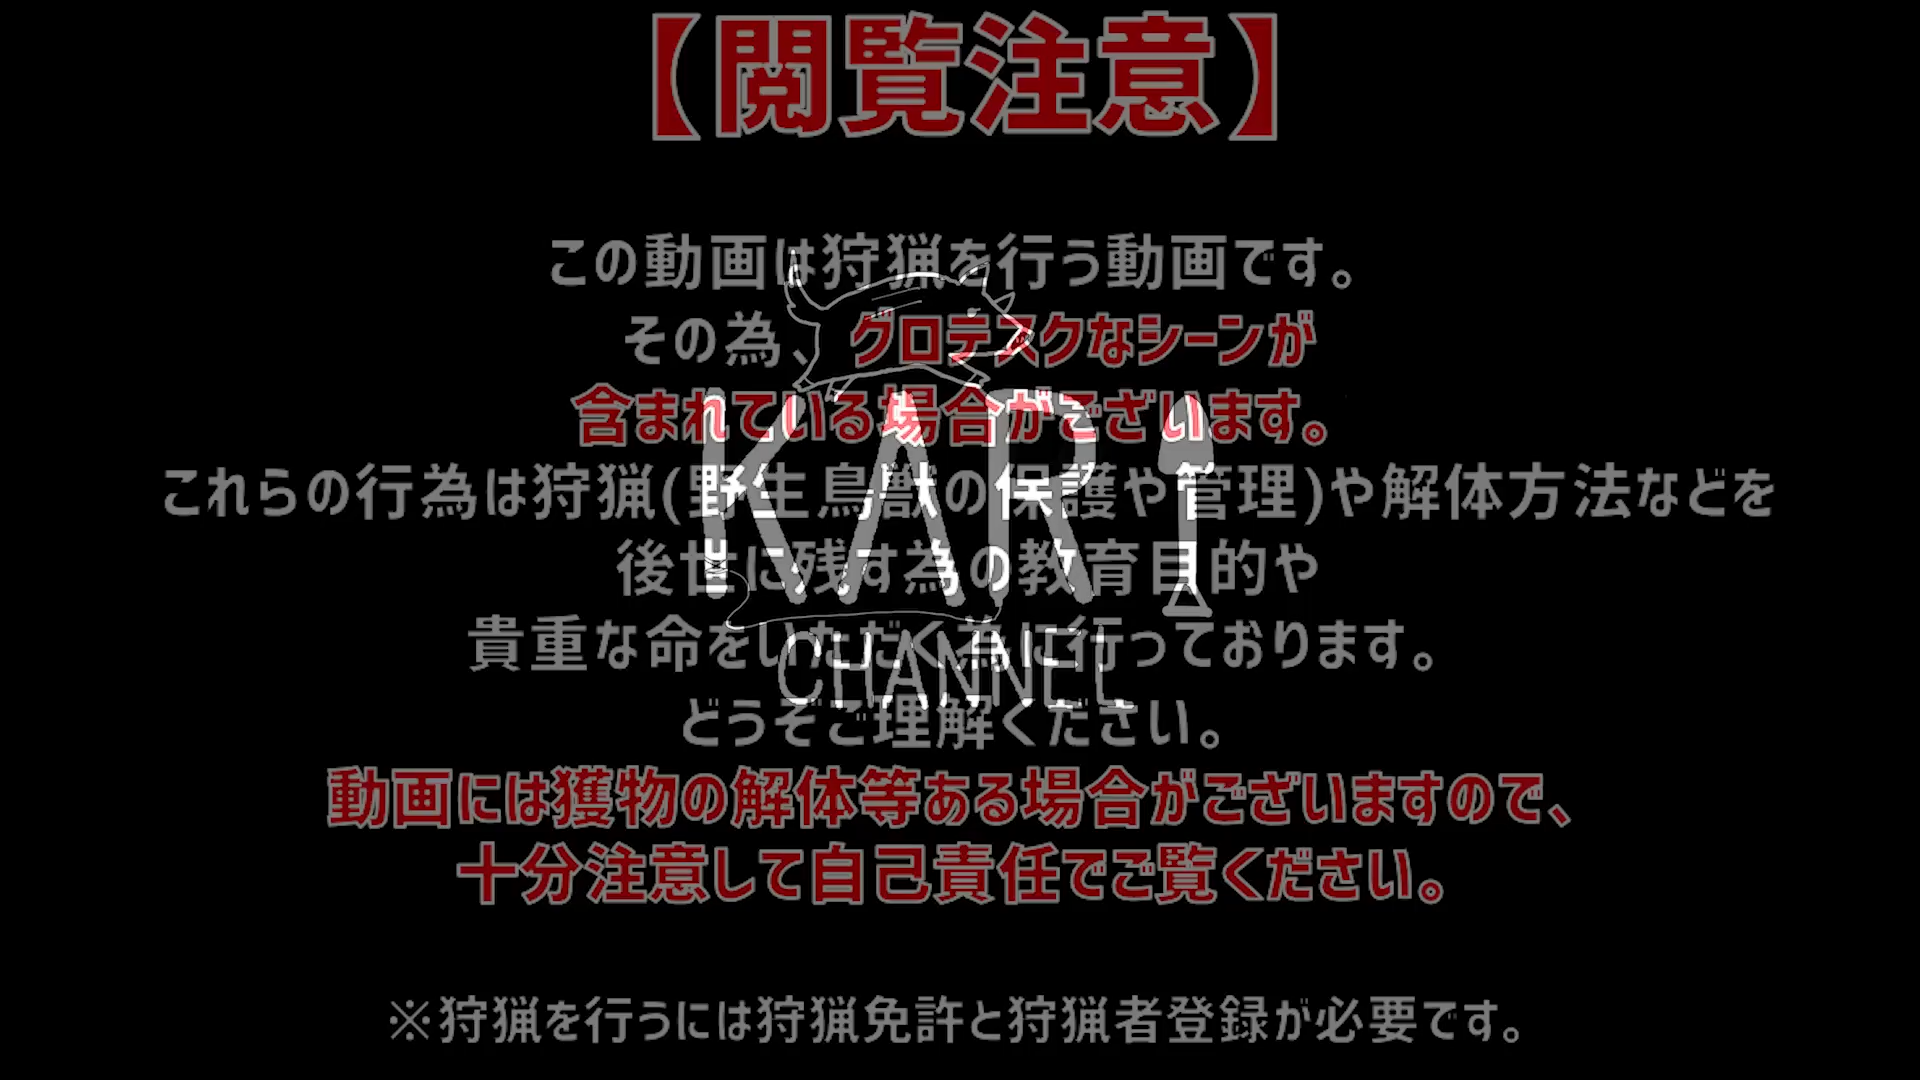 【閲覧注意】
この動画は狩猟を行う動画です。
その為、グロテスクなシーンが
含まれている場合がございます。
これらの行為は狩猟(野生鳥獣の保護や管理)や解体方法などを
後世に残す為の教育目的や
貴重な命をいただく為に行っております。
どうぞご理解ください。
動画には獲物の解体等ある場合がございますので、
十分注意して自己責任でご覧ください。
※狩猟を行うには狩猟免許と狩猟者登録が必要です。
KARI
CHANNEL